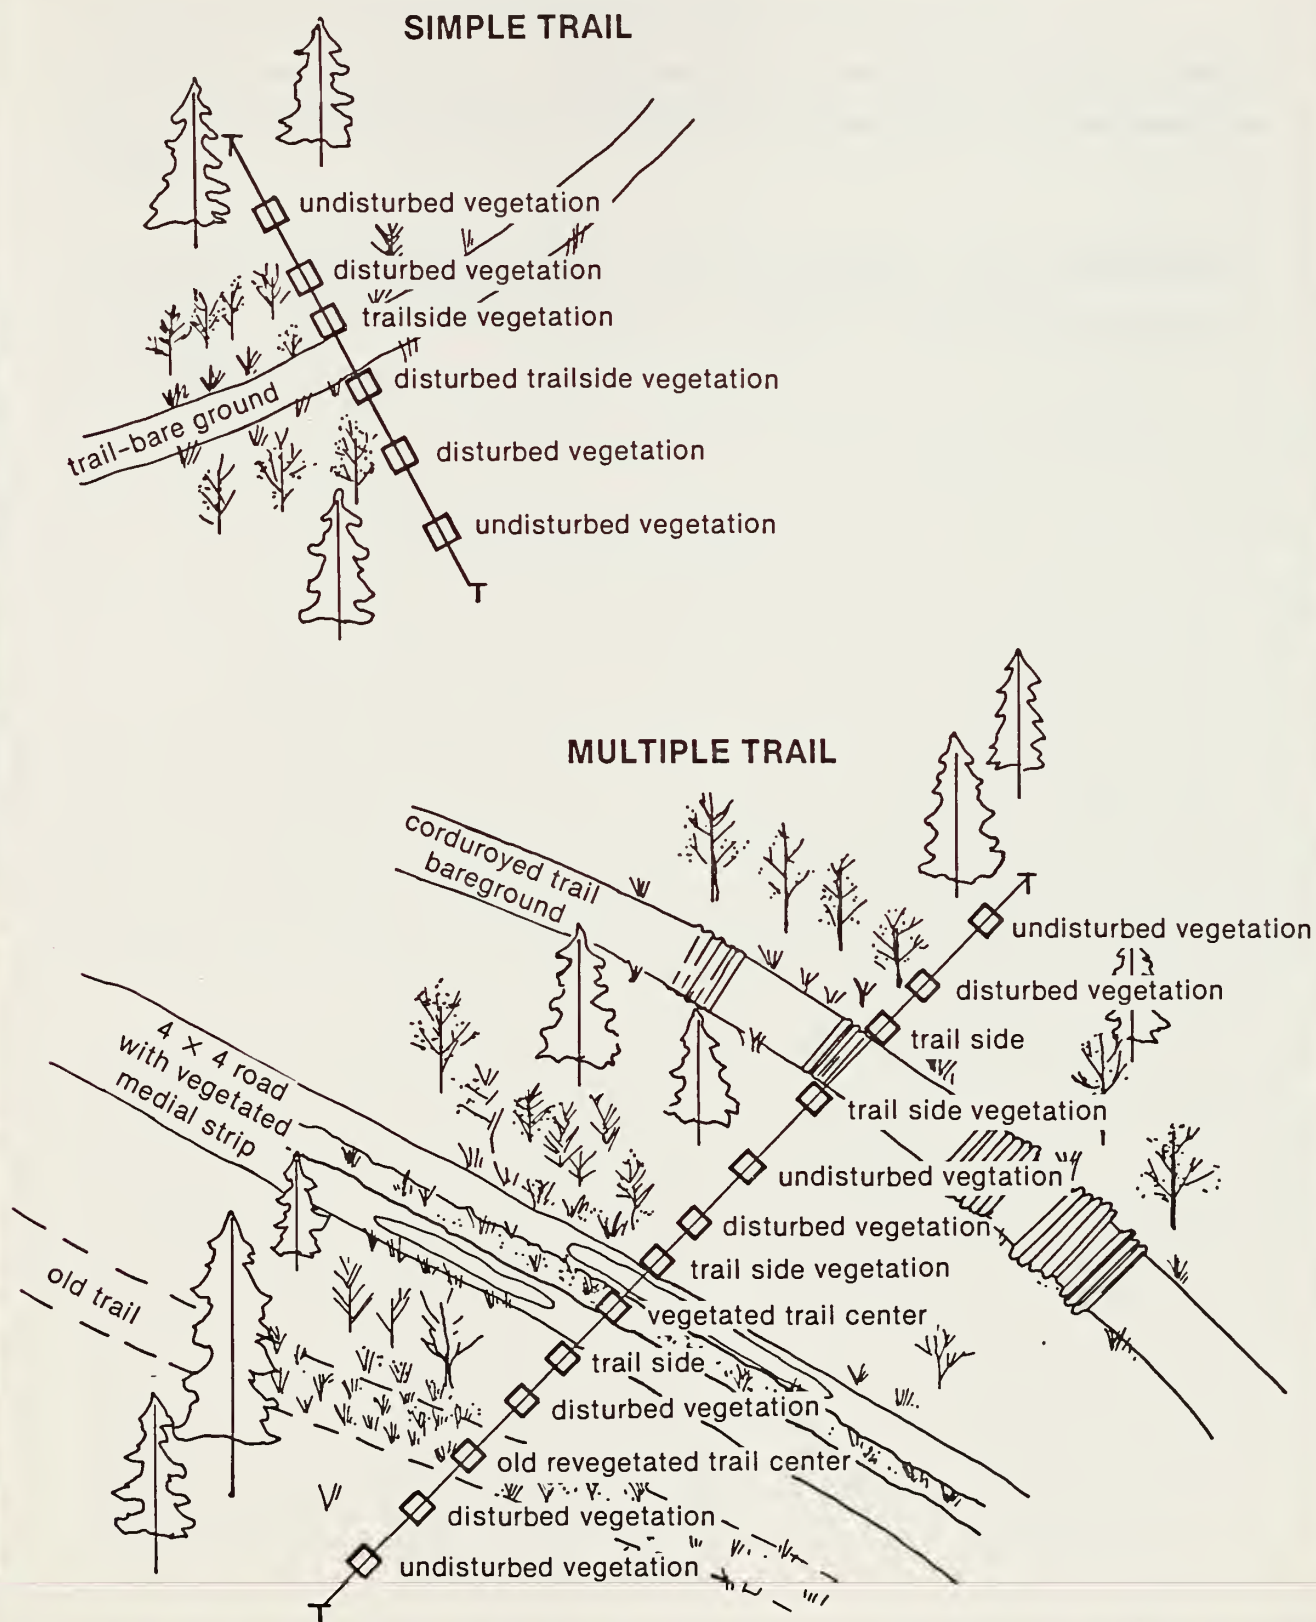 SIMPLE TRAIL
T
undisturbed vegetation
disturbed vegetation
trailside vegetation
disturbed trailside vegetation
trail-bare ground
disturbed vegetation
undisturbed vegetation
T
MULTIPLE TRAIL
corduroyed trail
bareground
T
undisturbed vegetation
disturbed vegetation
trail side
trail side vegetation
undisturbed vegtation
disturbed vegetation
trail side vegetation
vegetated trail center
trail side
disturbed vegetation
old revegetated trail center
disturbed vegetation
undisturbed vegetation
T
4 × 4 road
with vegetated
medial strip
old trail